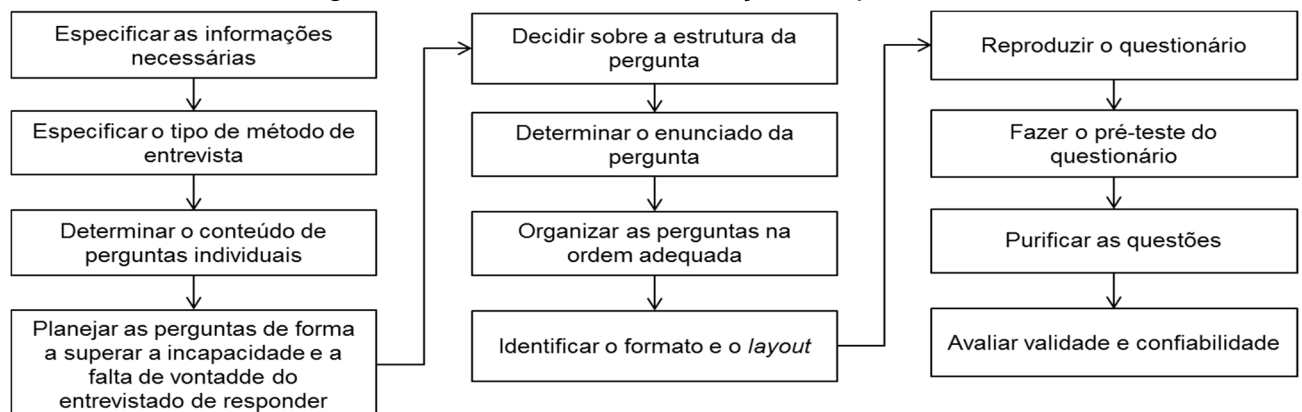 Especificar as informações
necessárias
Especificar o tipo de método de
entrevista
Determinar o conteúdo de
perguntas individuais
Planejar as perguntas de forma
a superar a incapacidade e a
falta de vontadde do
entrevistado de responder
Decidir sobre a estrutura da
pergunta
Determinar o enunciado da
pergunta
Organizar as perguntas na
ordem adequada
Identificar o formato e o layout
Reproduzir o questionário
Fazer o pré-teste do
questionário
Purificar as questões
Avaliar validade e confiabilidade